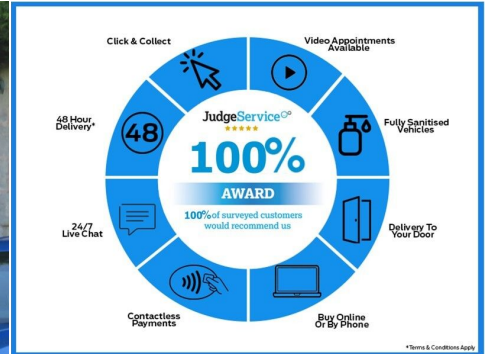 Click & Collect
Video Appointments
Available
48 Hour
Delivery*
48
JudgeService
Fully Sanitised
Vehicles
100%
AWARD
100% of surveyed customers
would recommend us
24/7
Live Chat
Delivery To
Your Door
Contactless
Payments
Buy Online
Or By Phone
*Terms & Conditions Apply